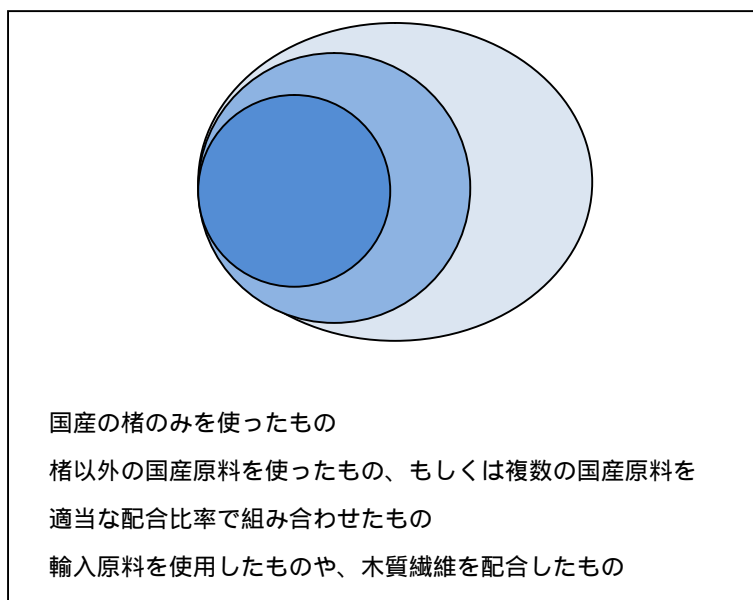 国産の楮のみを使ったもの
楮以外の国産原料を使ったもの、もしくは複数の国産原料を
適当な配合比率で組み合わせたもの
輸入原料を使用したものや、木質繊維を配合したもの